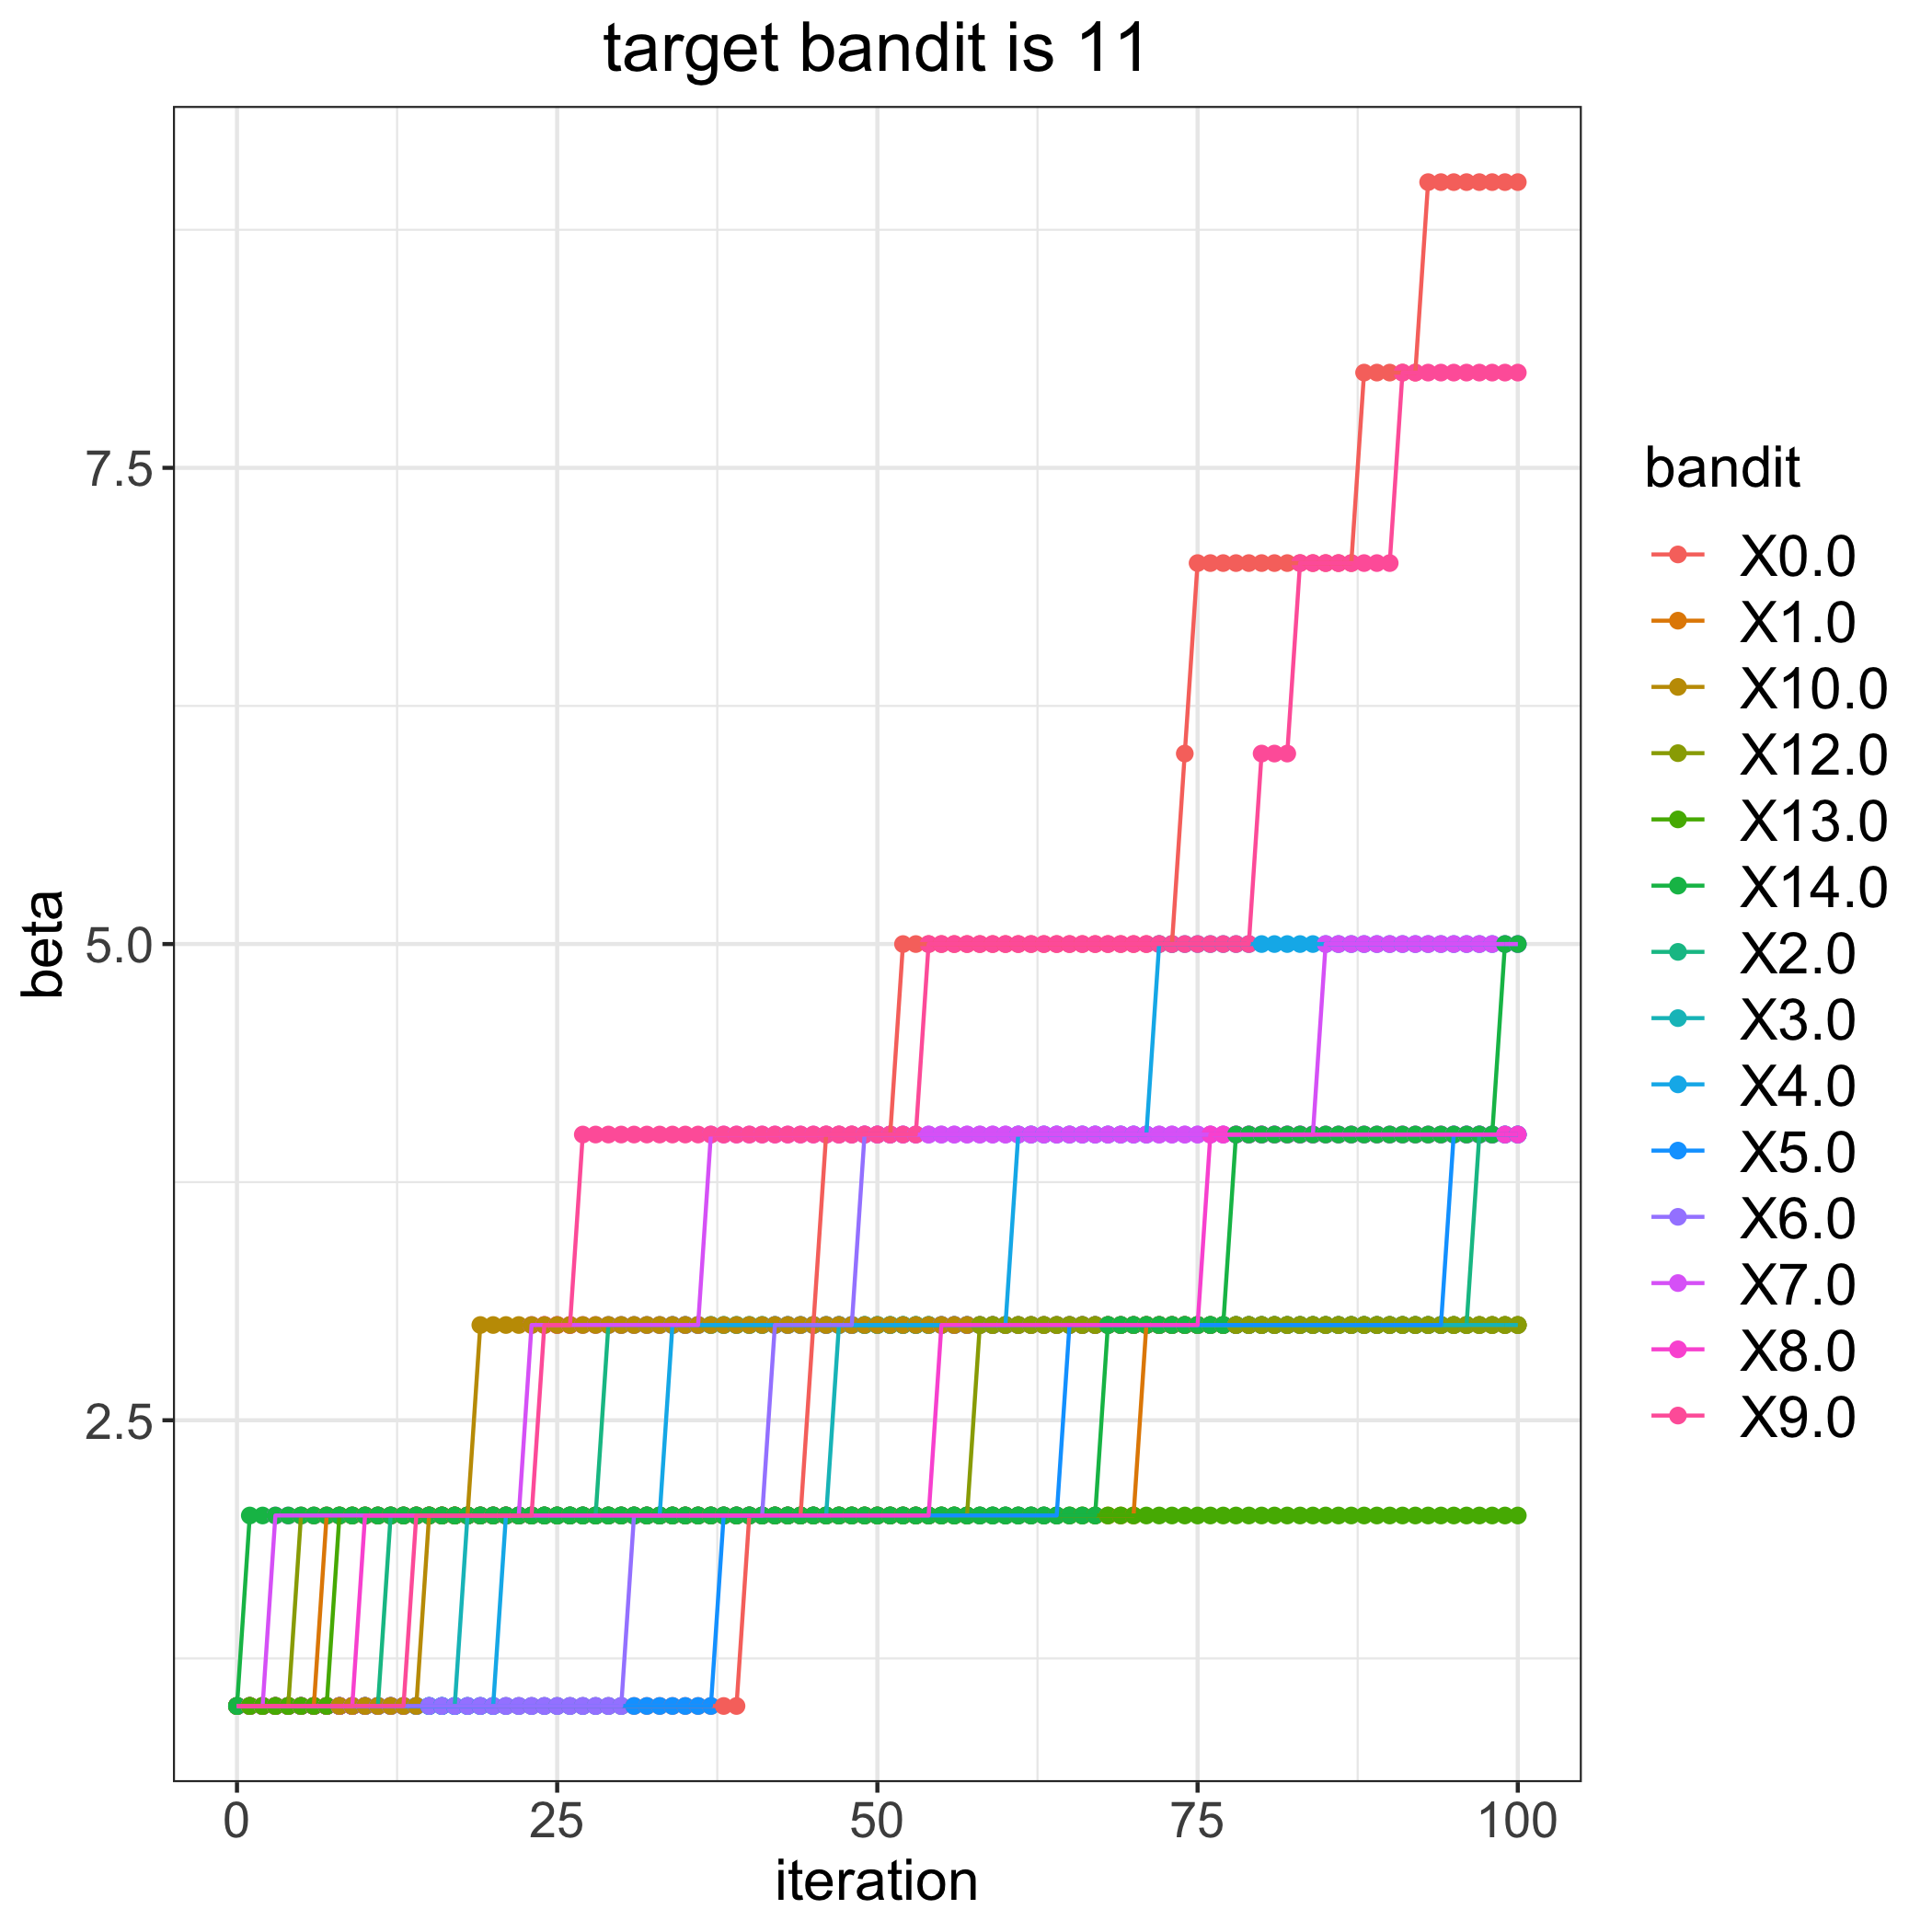 target bandit is 11
7.5
5.0
2.5
beta
0 25 50 75 100
iteration
bandit
X0.0
X1.0
X10.0
X12.0
X13.0
X14.0
X2.0
X3.0
X4.0
X5.0
X6.0
X7.0
X8.0
X9.0